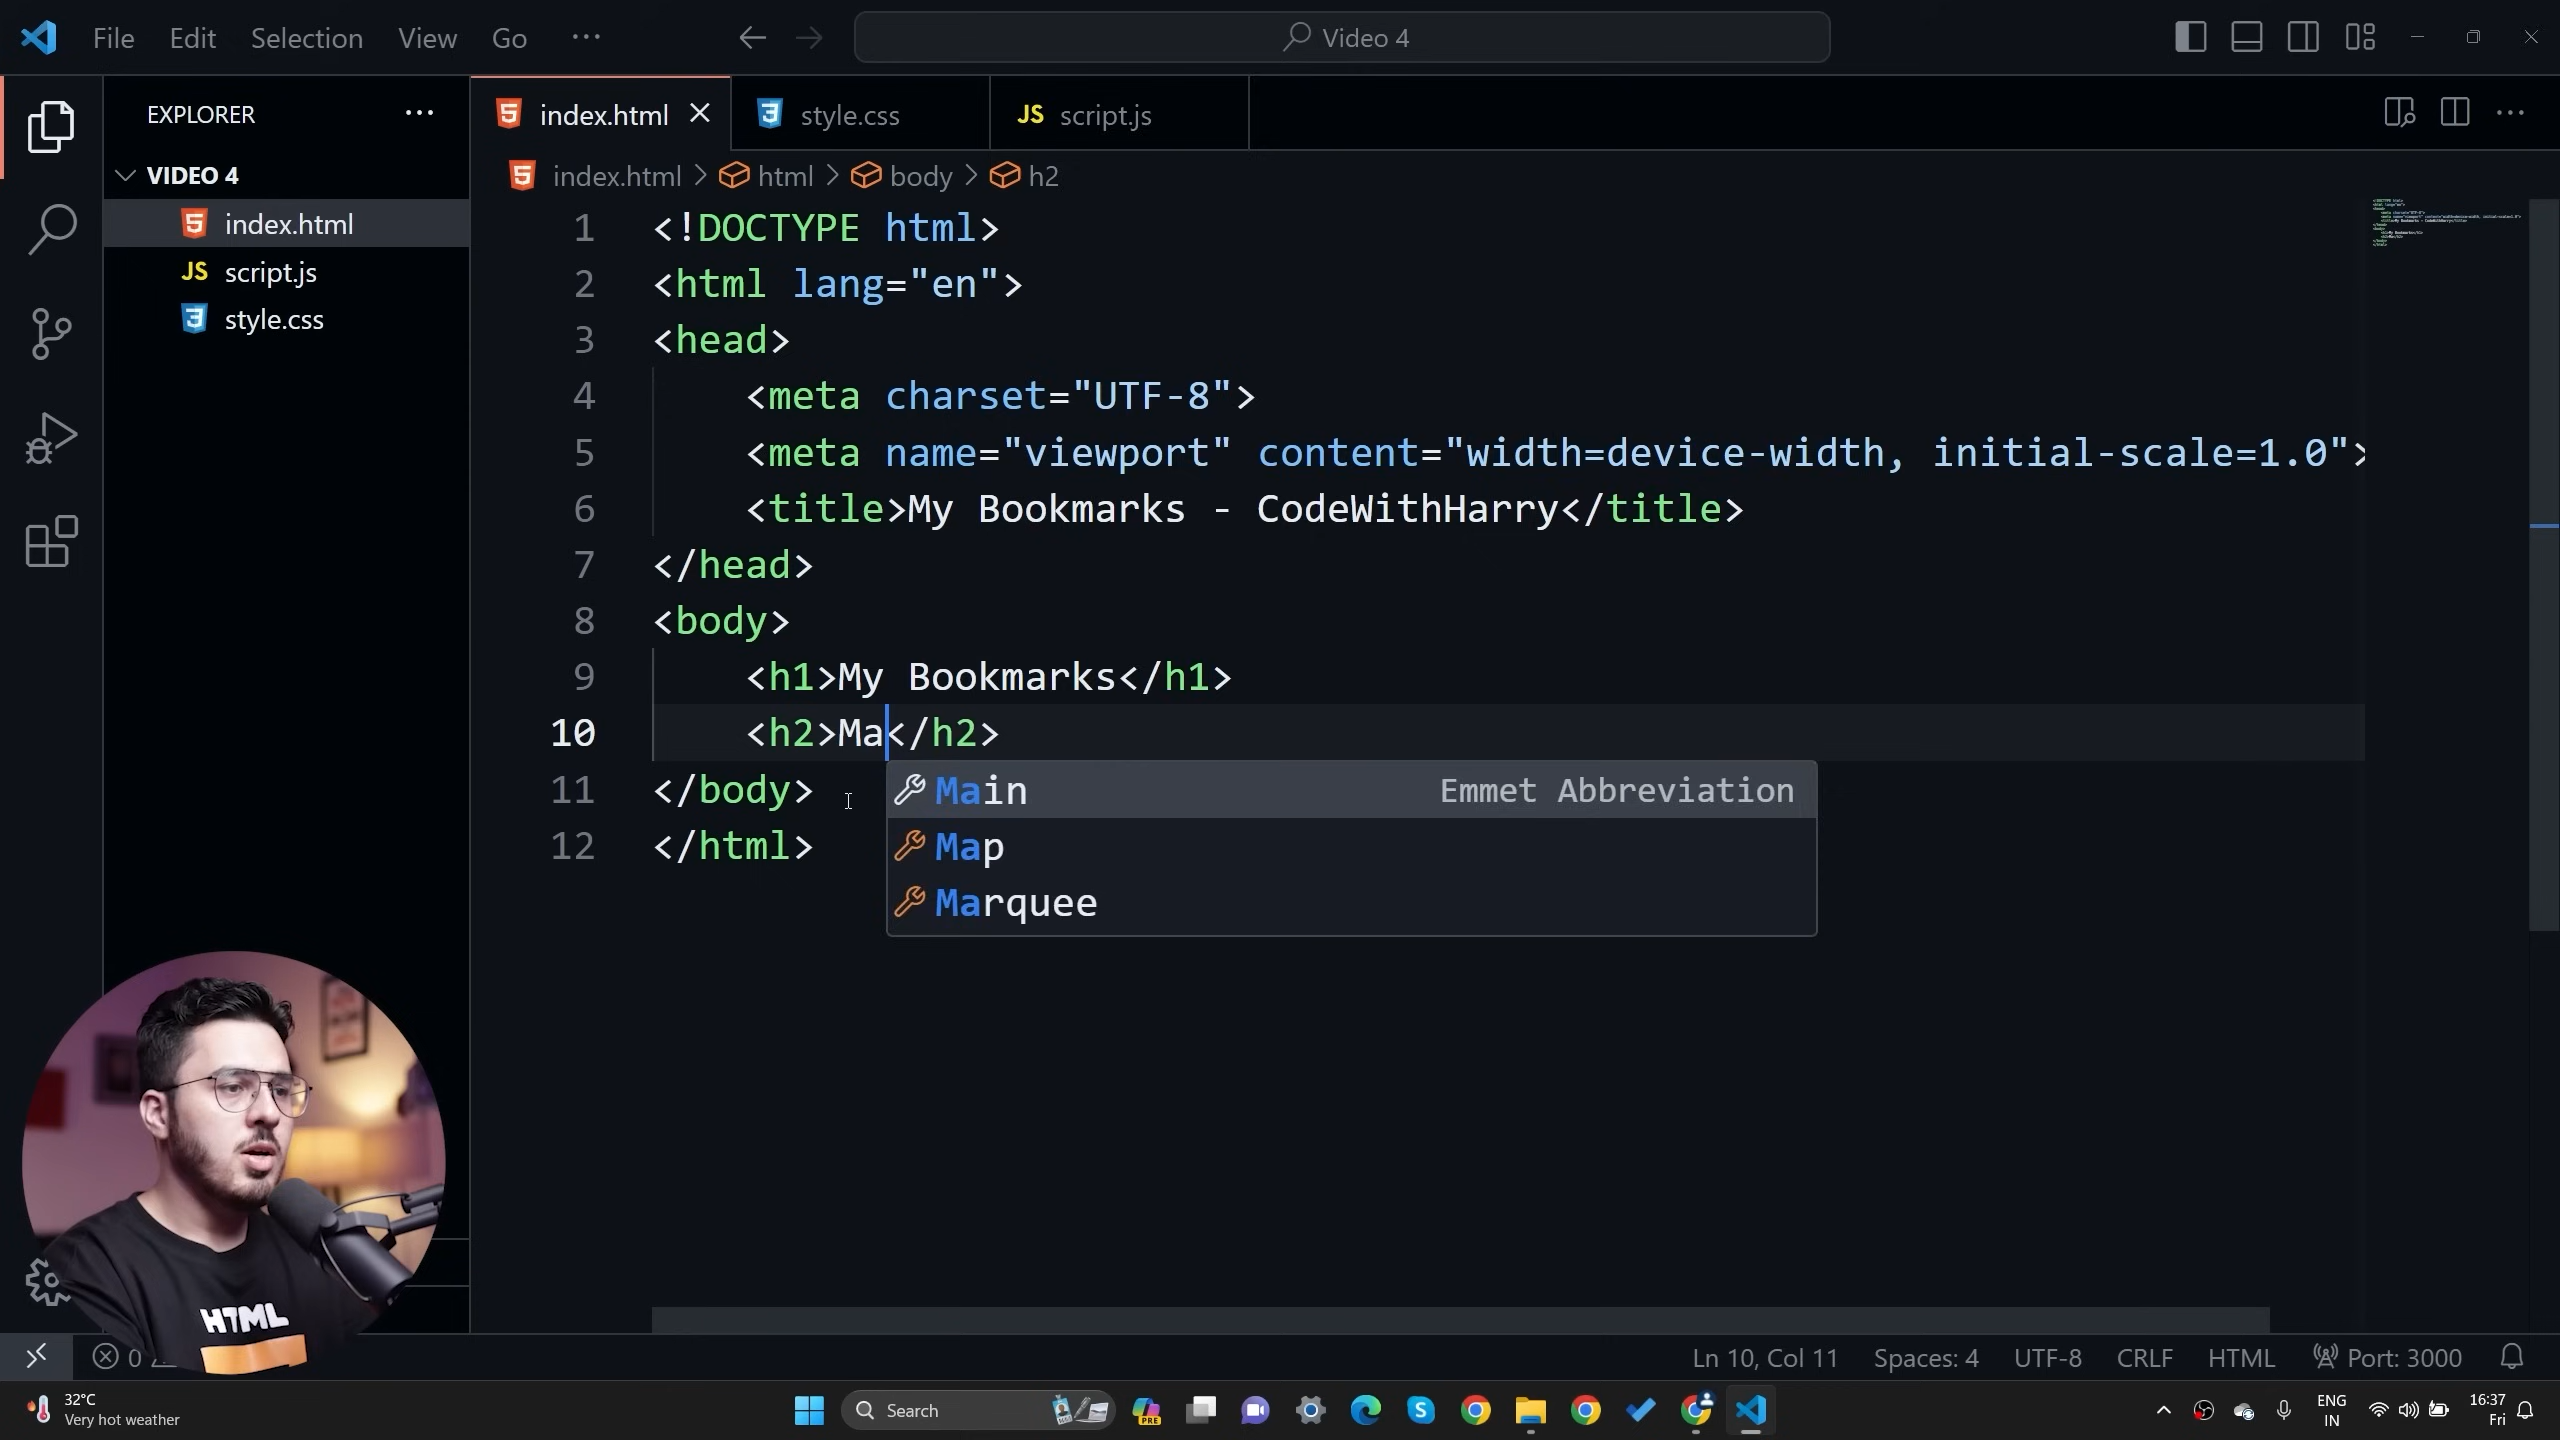 File Edit Selection View Go ··· Video 4
EXPLORER ···
VIDEO 4
index.html
JS script.js
style.css
index.html style.css JS script.js
index.html > html > body > h2
1 <!DOCTYPE html>
2 <html lang="en">
3 <head>
4 <meta charset="UTF-8">
5 <meta name="viewport" content="width=device-width, initial-scale=1.0">
6 <title>My Bookmarks - CodeWithHarry</title>
7 </head>
8 <body>
9 <h1>My Bookmarks</h1>
10 <h2>Ma</h2>
11 </body>
12 </html>
Main Emmet Abbreviation
Map
Marquee
HTML
0 Ln 10, Col 11 Spaces: 4 UTF-8 CRLF HTML Port: 3000
32°C
Very hot weather
Search
PRE
ENG
IN
16:37
Fri